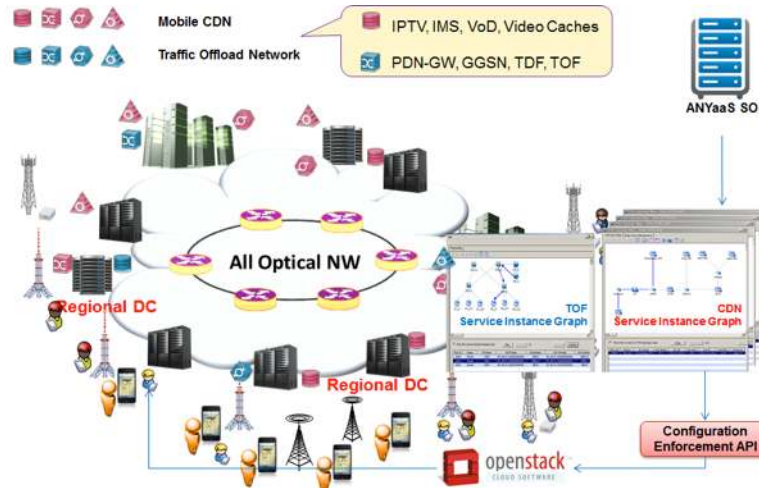 Mobile CDN
Traffic Offload Network
IPTV, IMS, VoD, Video Caches
PDN-GW, GGSN, TDF, TOF
ANYaaS SO
All Optical NW
Regional DC
Regional DC
TOF
Service Instance Graph
CDN
Service Instance Graph
Configuration
Enforcement API
openstack
CLOUD SOFTWARE